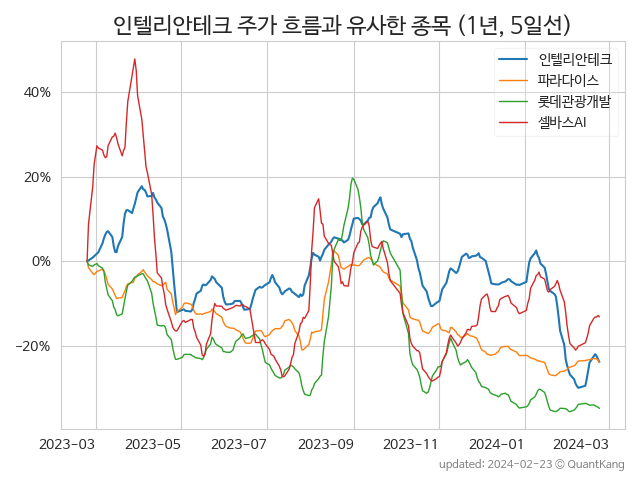 인텔리안테크 주가 흐름과 유사한 종목 (1년, 5일선)
인텔리안테크
파라다이스
롯데관광개발
셀바스AI
40%
20%
0%
−20%
2023-03 2023-05 2023-07 2023-09 2023-11 2024-01 2024-03
updated: 2024-02-23 © QuantKang